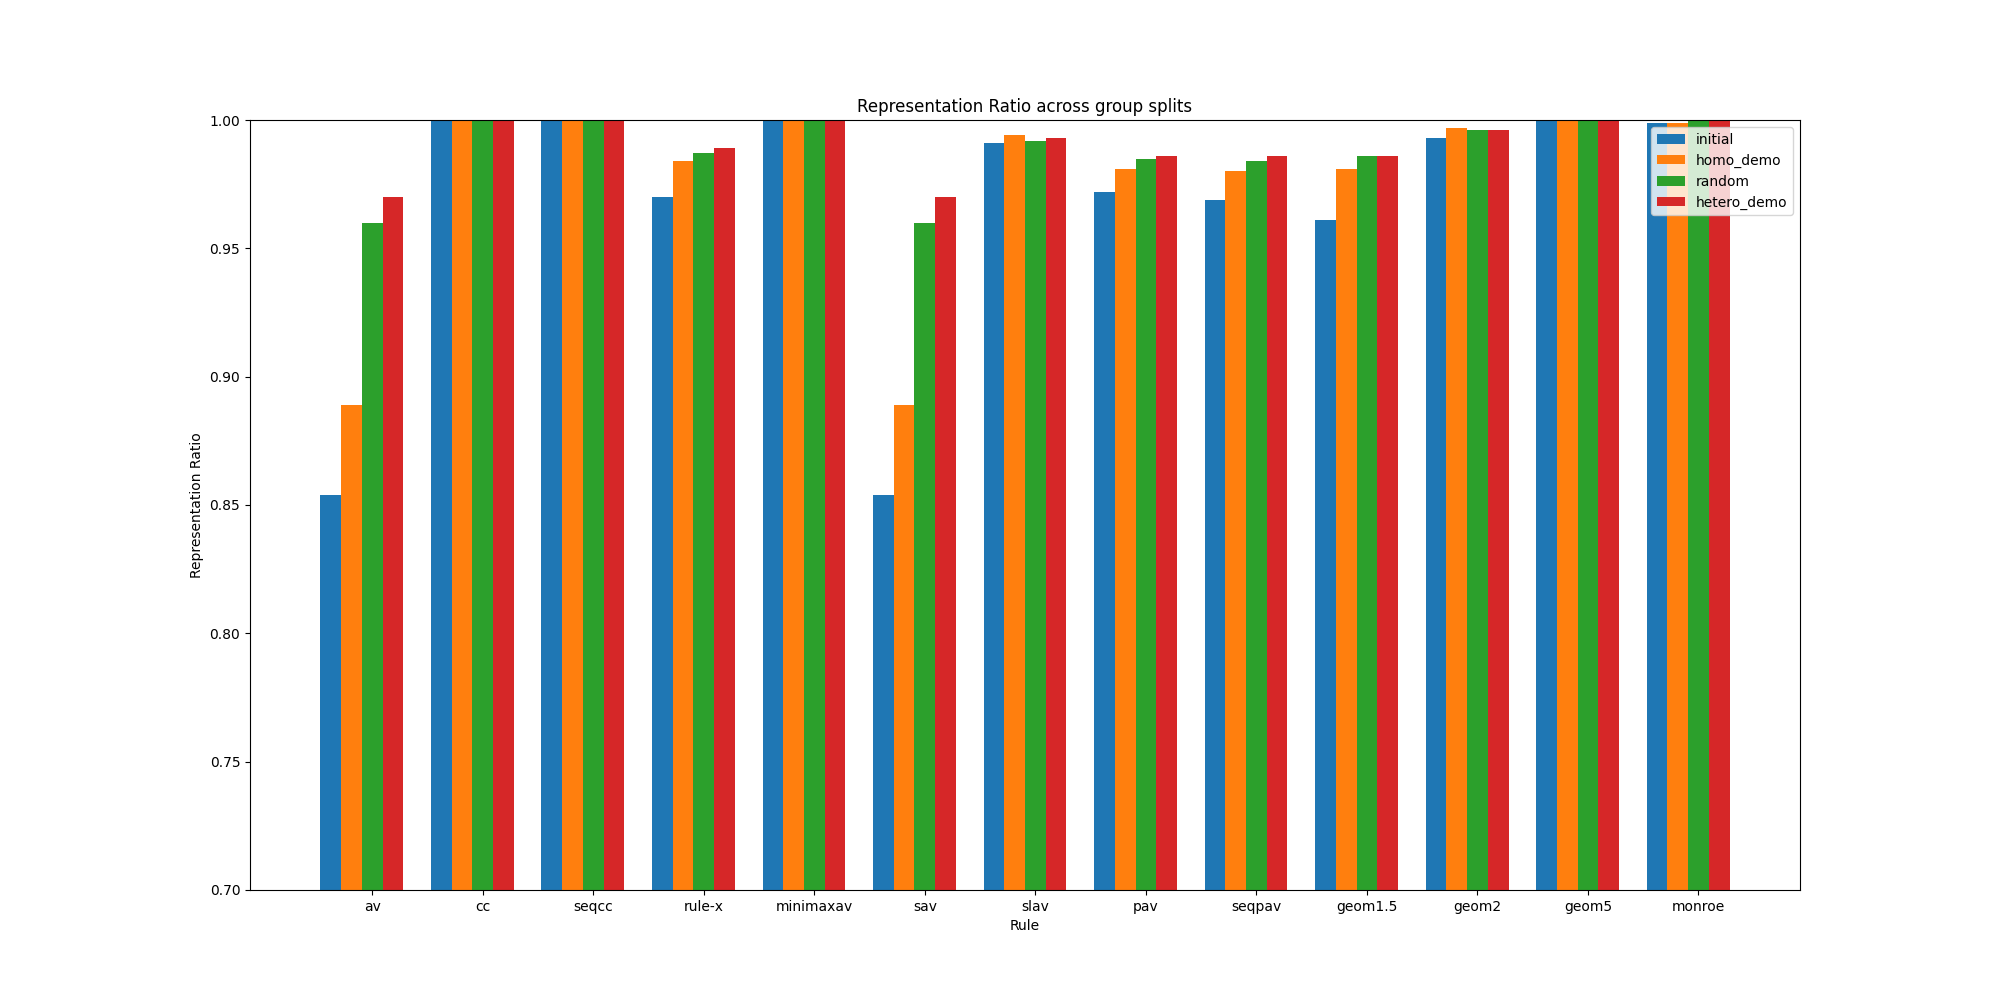 Representation Ratio across group splits
1.00
0.95
0.90
0.85
0.80
0.75
0.70
Representation Ratio
initial
homo_demo
random
hetero_demo
av cc seqcc rule-x minimaxav sav slav pav seqpav geom1.5 geom2 geom5 monroe
Rule